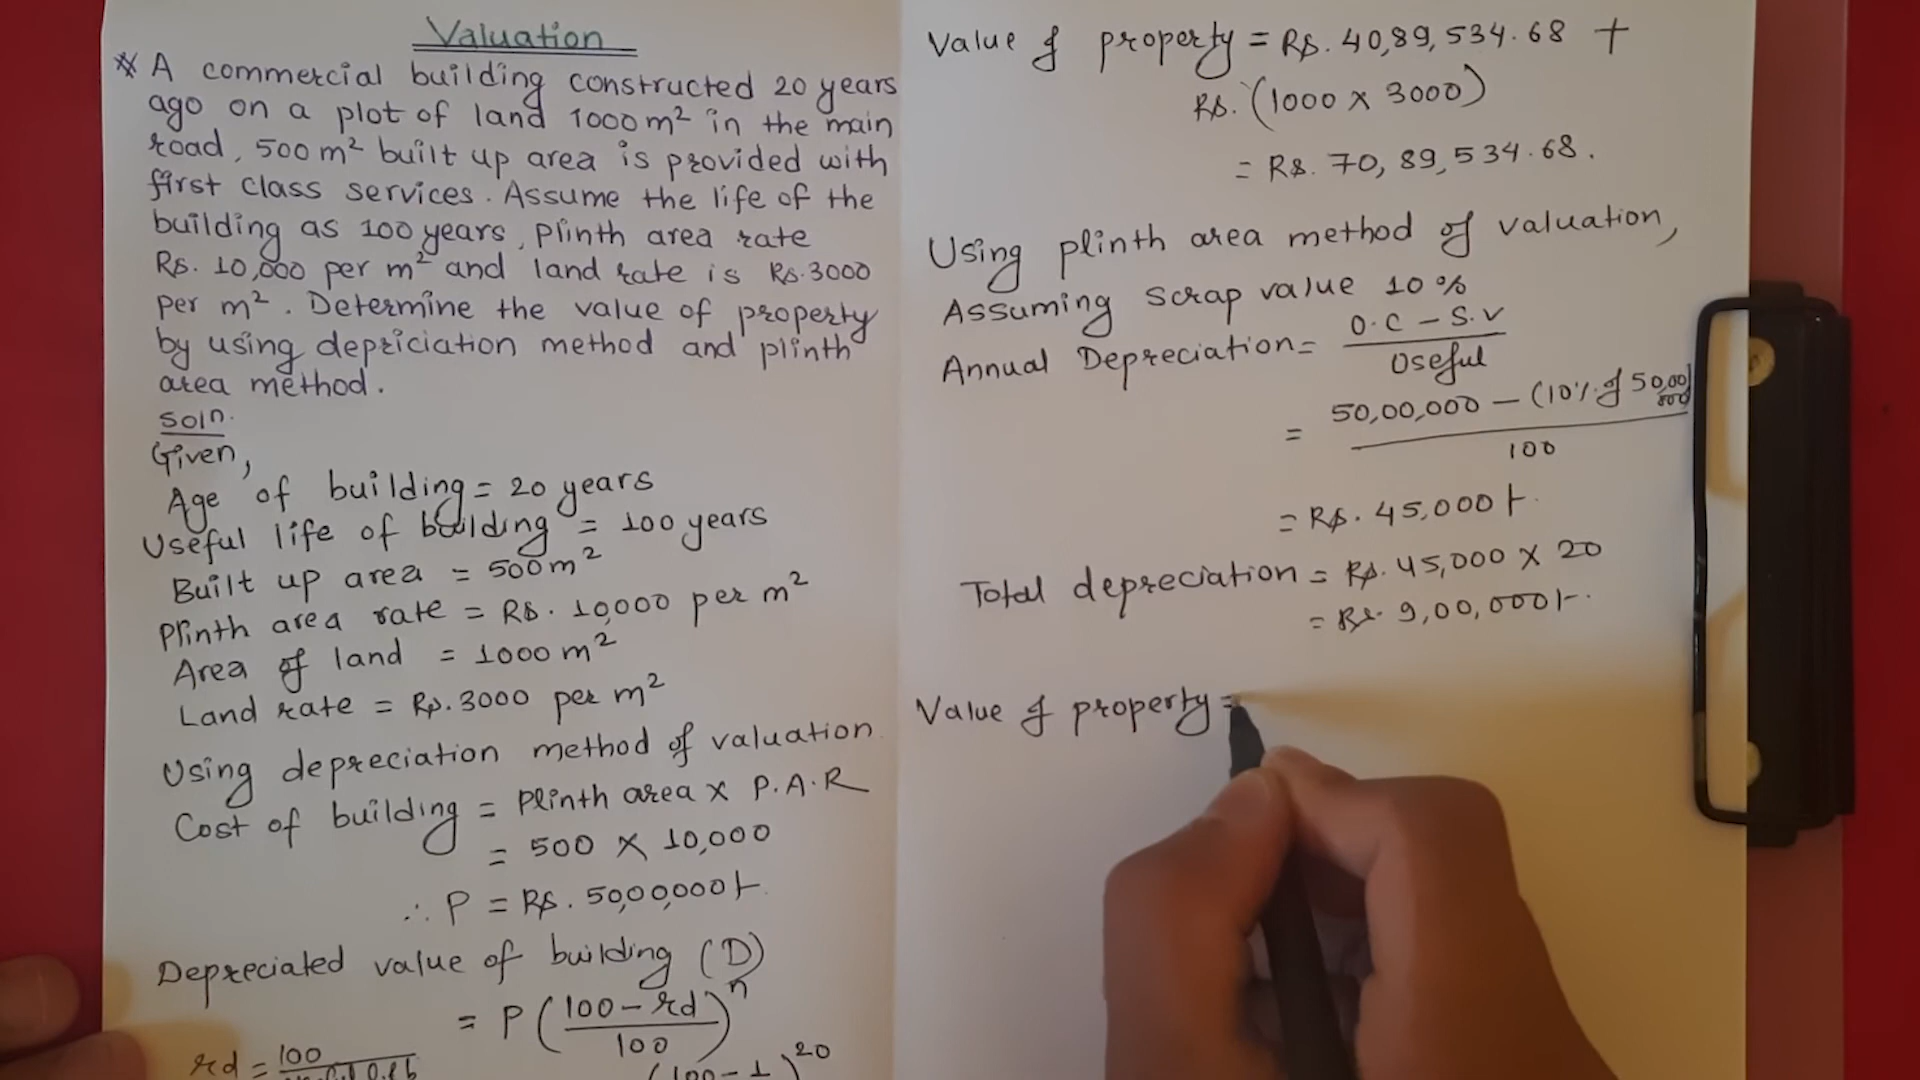 Valuation
* A commercial building constructed 20 years
ago on a plot of land 1000 m² in the main
road, 500 m² built up area is provided with
first class services. Assume the life of the
building as 100 years, Plinth area rate
Rs. 10,000 per m² and land rate is Rs.3000
per m². Determine the value of property
by using depriciation method and plinth
area method.
Soln.
Given,
Age of building = 20 years
Useful life of building = 100 years
Built up area = 500m²
Plinth area rate = Rs. 10,000 per m²
Area of land = 1000 m²
Land rate = Rs. 3000 per m²
Using depreciation method of valuation
Cost of building = Plinth area x P.A.R
= 500 x 10,000
∴ P = Rs. 50,00,000/-
Depreciated value of building (D)
= P((100 - rd)/100)ⁿ
rd = 100
(100-1)²⁰
Value of property = Rs. 40,89,534.68 +
Rs. (1000 x 3000)
= Rs. 70,89,534.68.
Using plinth area method of valuation,
Assuming scrap value 10%
Annual Depreciation = O.C - S.V
Useful
= 50,00,000 - (10% of 50,00,000)
100
= Rs. 45,000/-
Total depreciation = Rs. 45,000 x 20
= Rs. 9,00,000/-
Value of property =